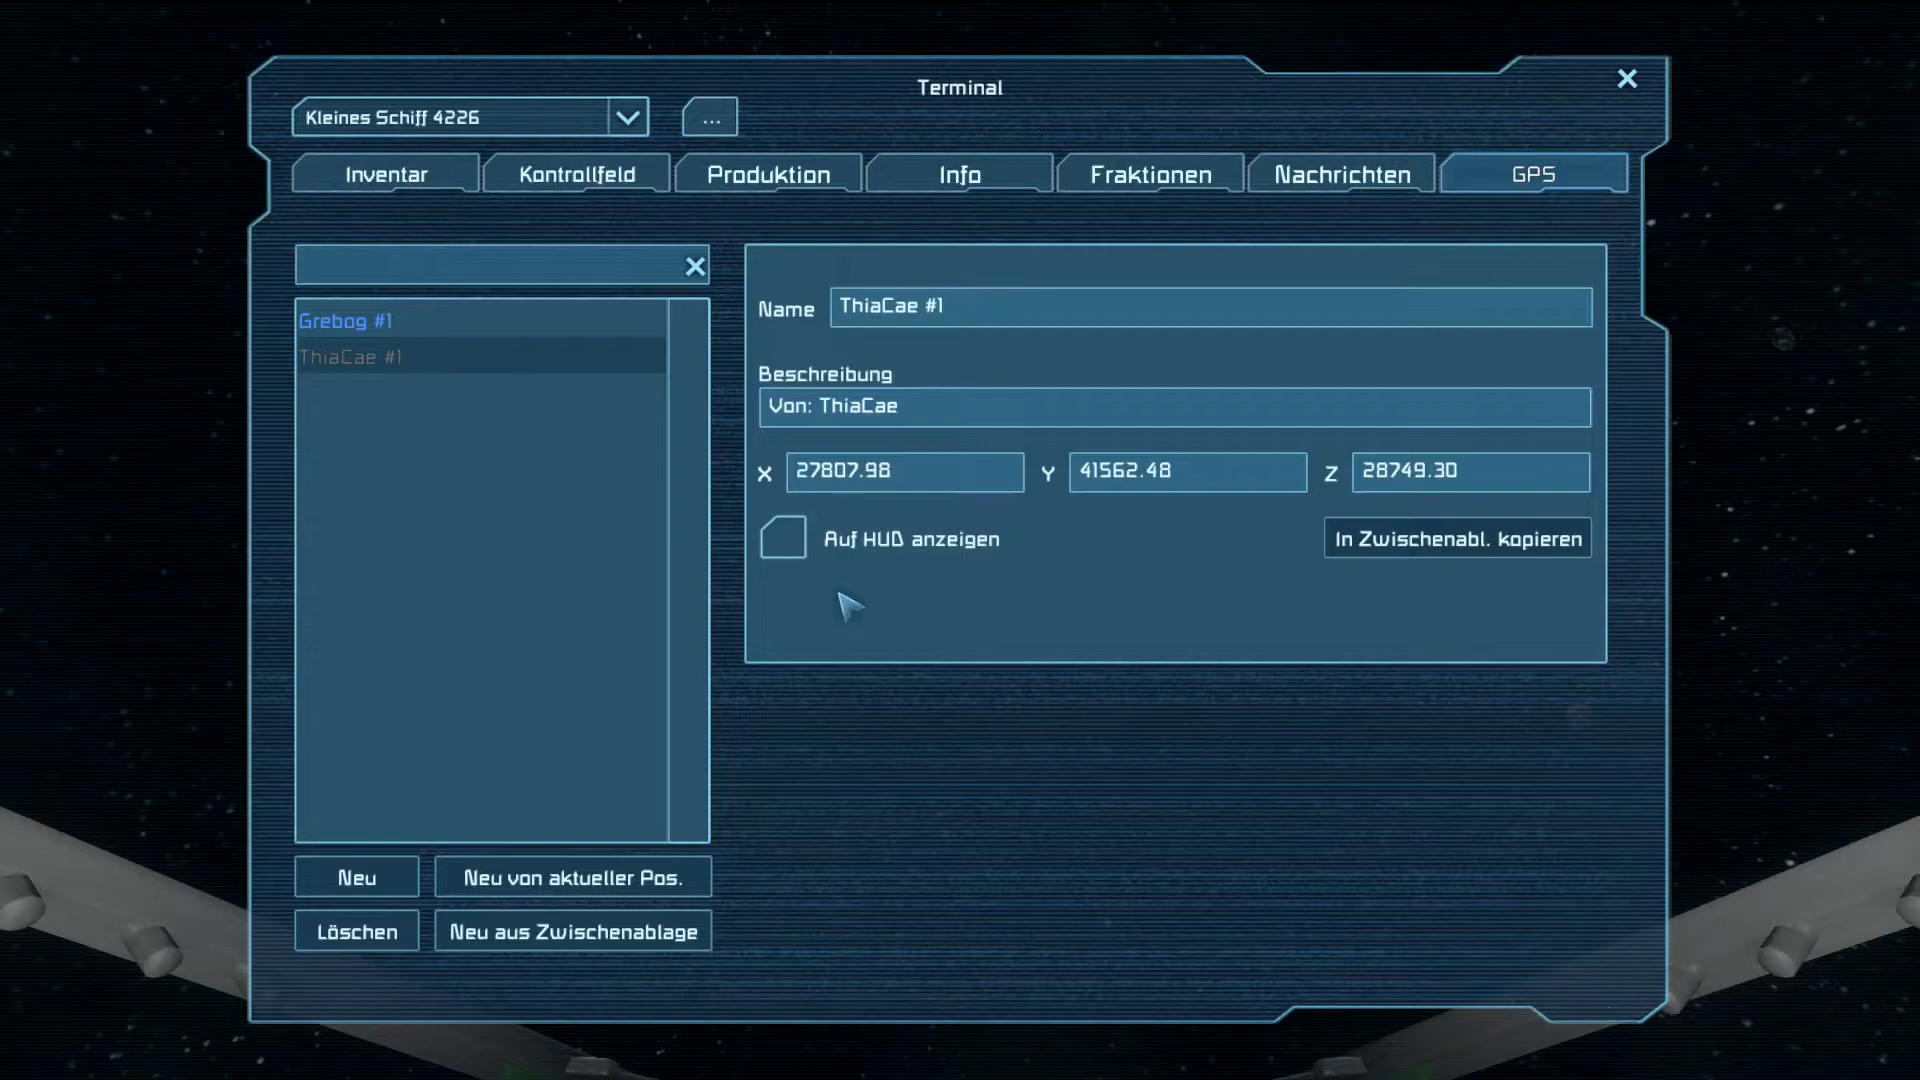 Terminal
Kleines Schiff 4226
...
Inventar
Kontrollfeld
Produktion
Info
Fraktionen
Nachrichten
GPS
Grebog #1
ThiaCae #1
Name
ThiaCae #1
Beschreibung
Von: ThiaCae
X 27807.98 Y 41562.48 Z 28749.30
Auf HUD anzeigen
In Zwischenabl. kopieren
Neu
Neu von aktueller Pos.
Löschen
Neu aus Zwischenablage